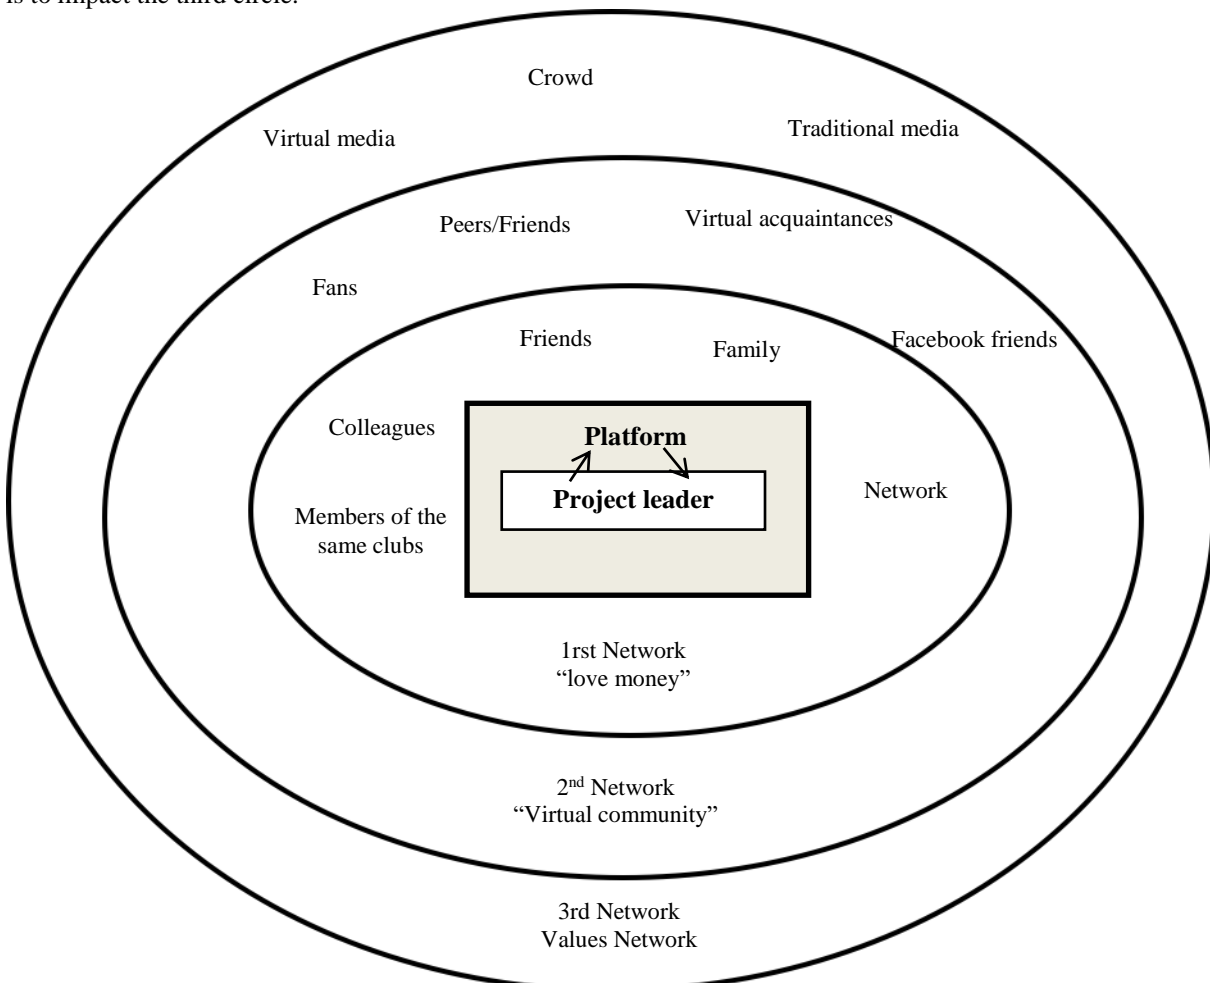 is to impact the third circle.
Crowd
Virtual media
Traditional media
Peers/Friends
Virtual acquaintances
Fans
Friends
Family
Facebook friends
Colleagues
Platform
Project leader
Network
Members of the
same clubs
1rst Network
“love money”
2nd Network
“Virtual community”
3rd Network
Values Network